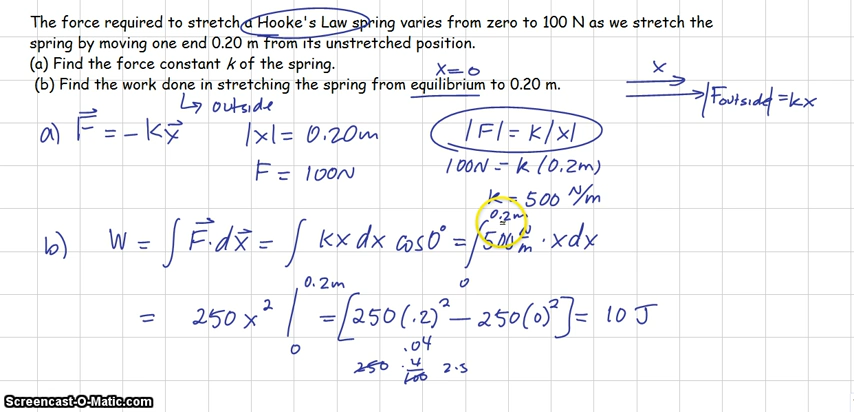 The force required to stretch a Hooke's Law spring varies from zero to 100 N as we stretch the
spring by moving one end 0.20 m from its unstretched position.
(a) Find the force constant k of the spring.
x=0
(b) Find the work done in stretching the spring from equilibrium to 0.20 m.
x
|Foutside| = kx
↳ outside
a) F⃗ = -kx⃗ |x| = 0.20m |F| = k|x|
F = 100N 100N = k (0.2m)
k = 500 N/m
b) W = ∫ F⃗·dx⃗ = ∫ kx dx cos0° = ∫₀^0.2m 500 N/m · x dx
= 250x² |₀^0.2m = [250(.2)² - 250(0)²] = 10 J
.04
250 · 4/100 2.5
Screencast-O-Matic.com